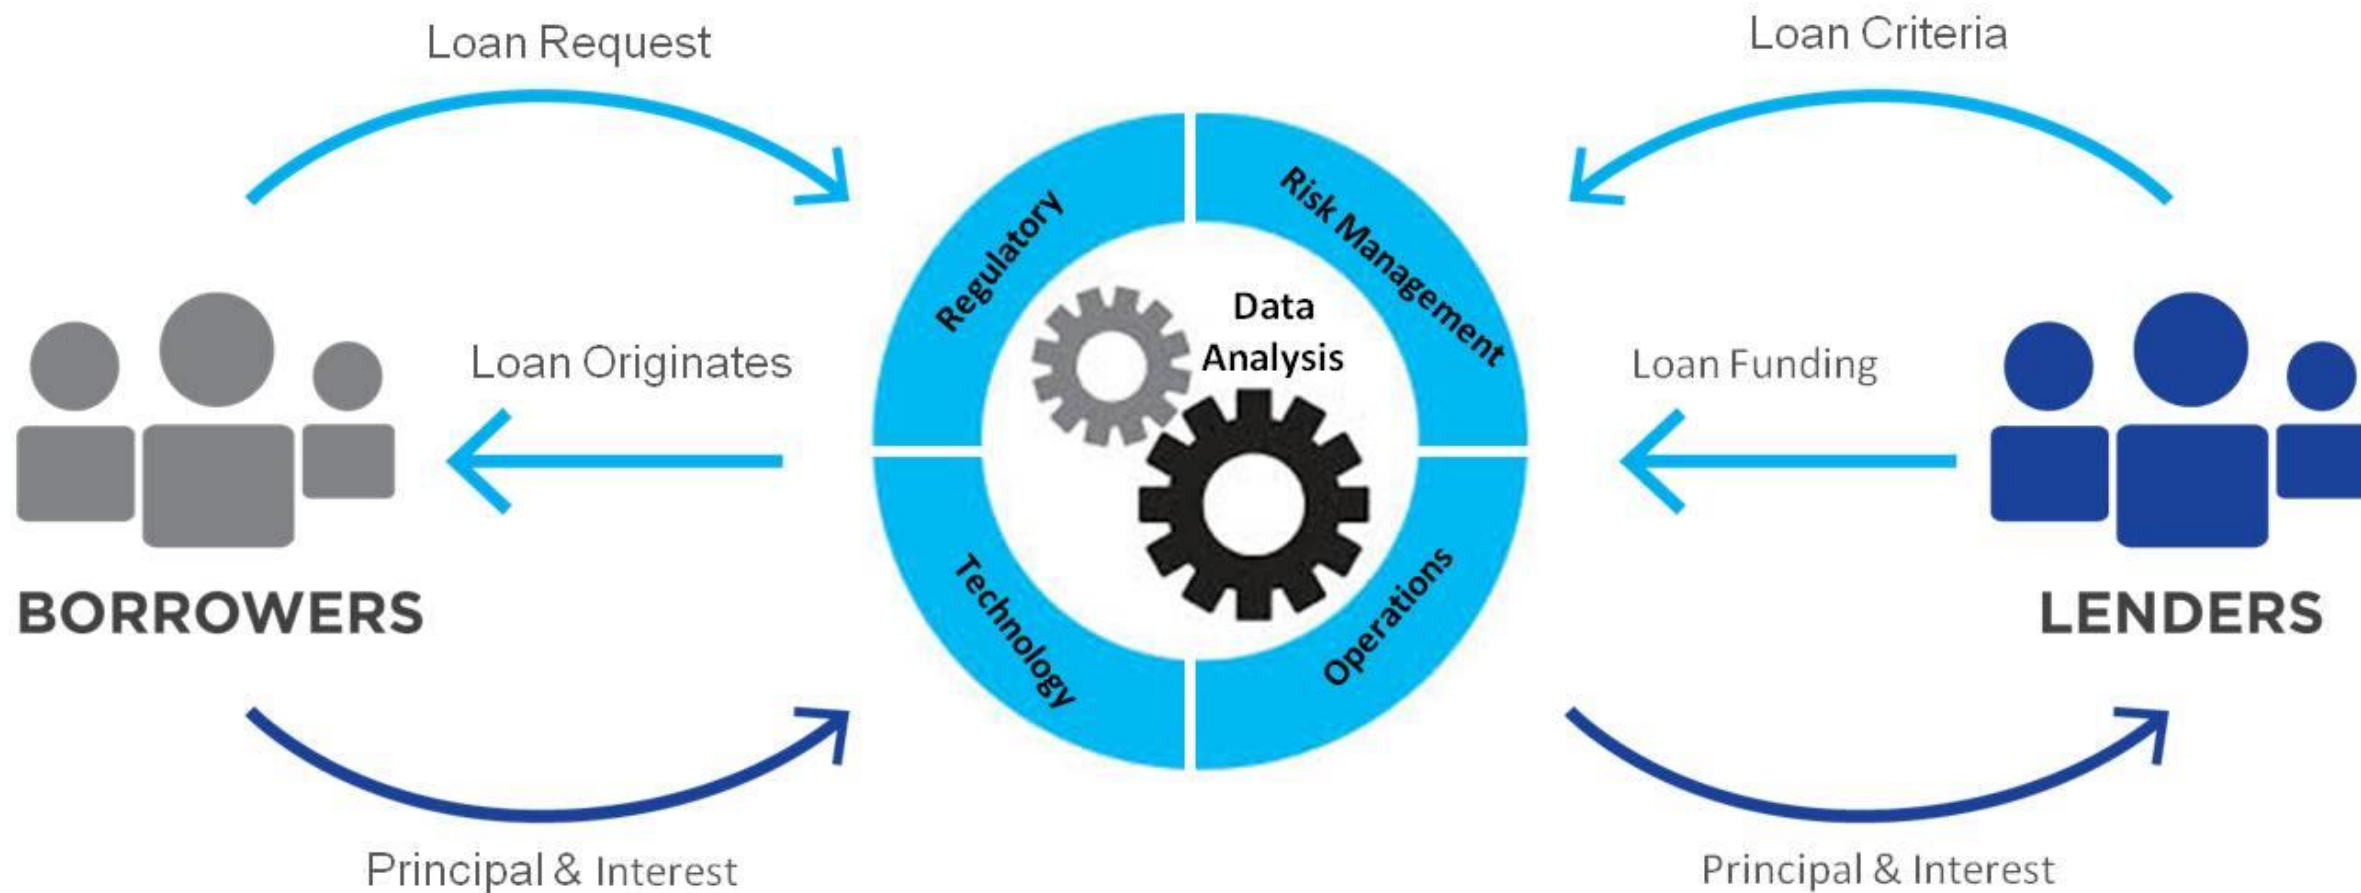 Loan Request
Loan Criteria
Regulatory
Risk Management
Data
Analysis
Loan Originates
Loan Funding
BORROWERS
LENDERS
Technology
Operations
Principal & Interest
Principal & Interest